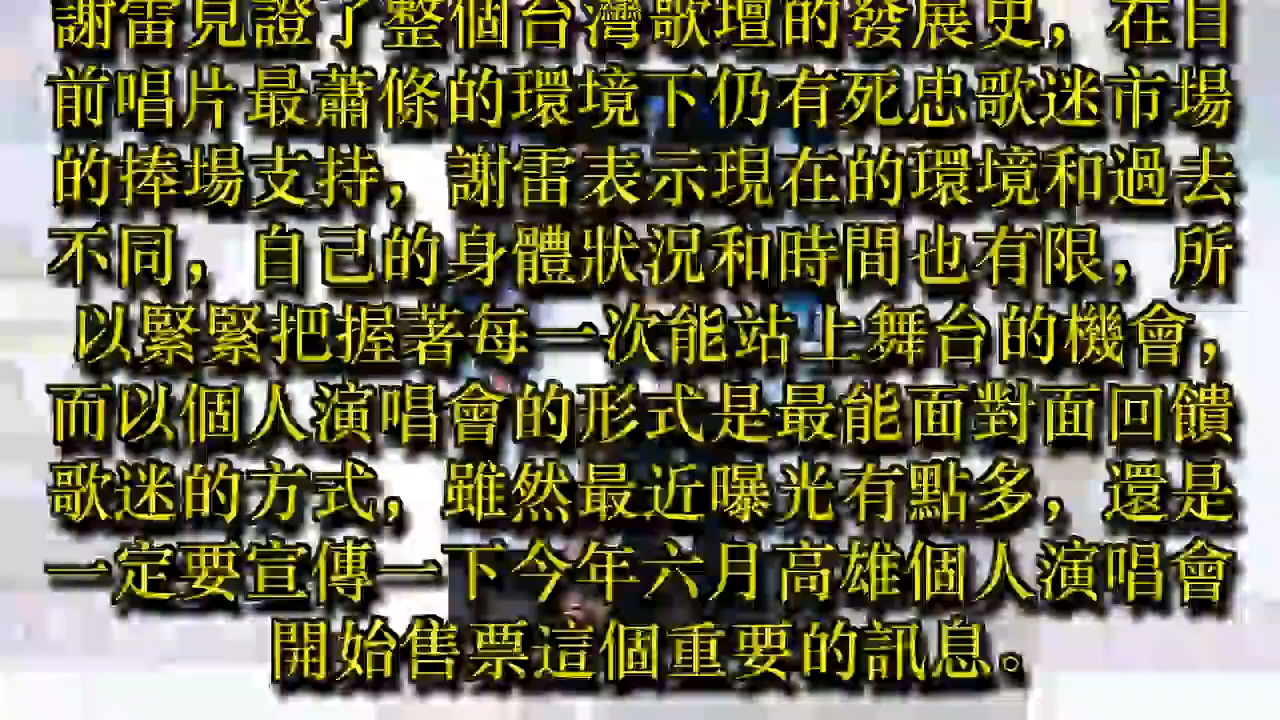 謝雷見證了整個台灣歌壇的發展史，在目
前唱片最蕭條的環境下仍有死忠歌迷市場
的捧場支持，謝雷表示現在的環境和過去
不同，自己的身體狀況和時間也有限，所
以緊緊把握著每一次能站上舞台的機會，
而以個人演唱會的形式是最能面對面回饋
歌迷的方式，雖然最近曝光有點多，還是
一定要宣傳一下今年六月高雄個人演唱會
開始售票這個重要的訊息。